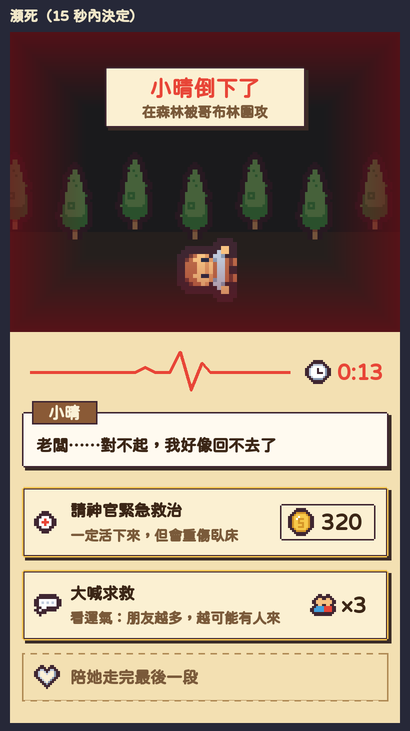 瀕死（15 秒內決定）
小晴倒下了
在森林被哥布林圍攻
0:13
小晴
老闆⋯⋯對不起，我好像回不去了
請神官緊急救治
一定活下來，但會重傷臥床
320
大喊求救
看運氣：朋友越多，越可能有人來
×3
陪她走完最後一段